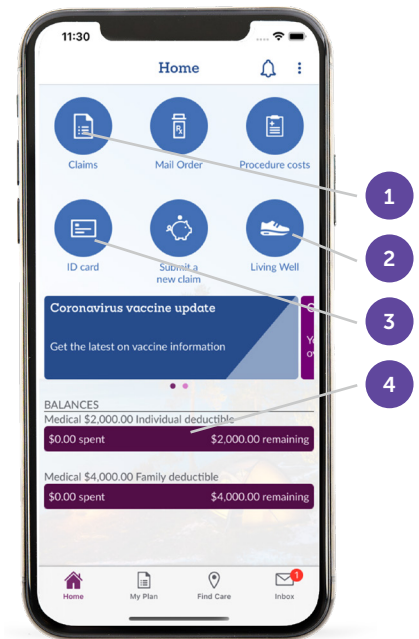 11:30
Home
Claims
Mail Order
Procedure costs
1
ID card
Submit a
new claim
Living Well
2
Coronavirus vaccine update
Get the latest on vaccine information
3
4
BALANCES
Medical $2,000.00 Individual deductible
$0.00 spent
$2,000.00 remaining
Medical $4,000.00 Family deductible
$0.00 spent
$4,000.00 remaining
Home
My Plan
Find Care
1
Inbox